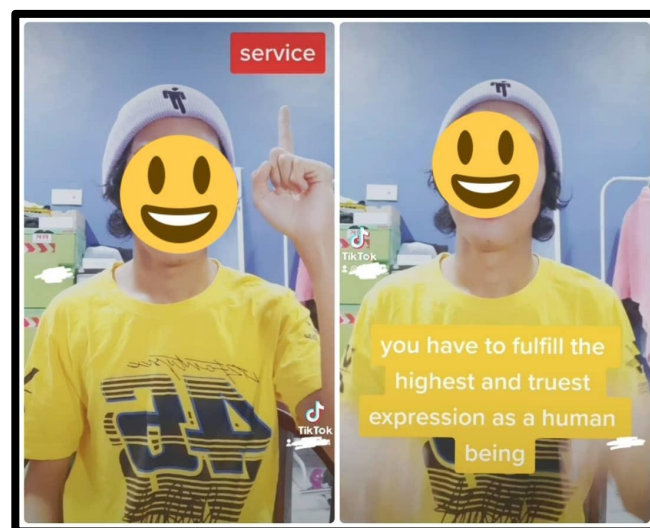 service
TikTok
TikTok
you have to fulfill the
highest and truest
expression as a human
being